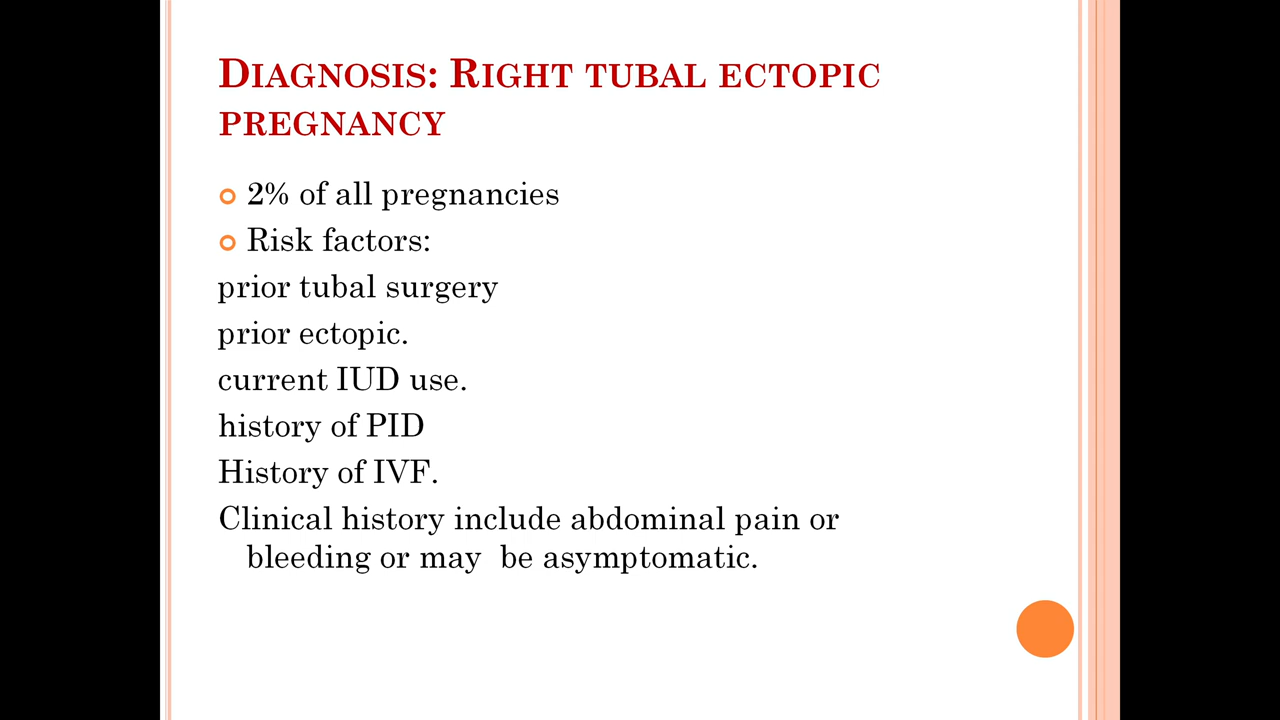 DIAGNOSIS: RIGHT TUBAL ECTOPIC
PREGNANCY
2% of all pregnancies
Risk factors:
prior tubal surgery
prior ectopic.
current IUD use.
history of PID
History of IVF.
Clinical history include abdominal pain or
bleeding or may  be asymptomatic.